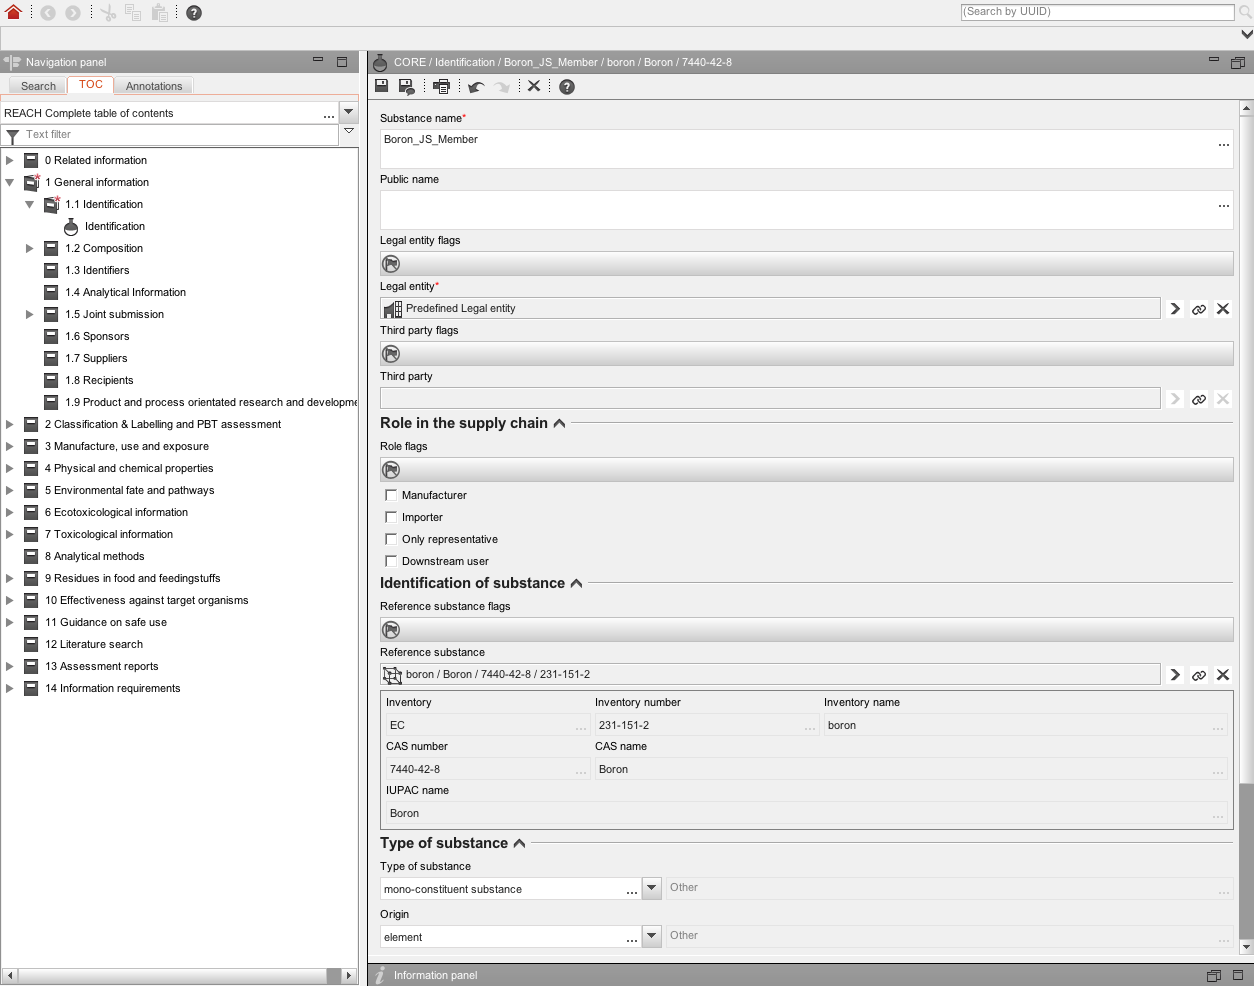 (Search by UUID)
Navigation panel
Search TOC Annotations
REACH Complete table of contents ...
Text filter
0 Related information
1 General information
1.1 Identification
Identification
1.2 Composition
1.3 Identifiers
1.4 Analytical Information
1.5 Joint submission
1.6 Sponsors
1.7 Suppliers
1.8 Recipients
1.9 Product and process orientated research and developme
2 Classification & Labelling and PBT assessment
3 Manufacture, use and exposure
4 Physical and chemical properties
5 Environmental fate and pathways
6 Ecotoxicological information
7 Toxicological information
8 Analytical methods
9 Residues in food and feedingstuffs
10 Effectiveness against target organisms
11 Guidance on safe use
12 Literature search
13 Assessment reports
14 Information requirements
CORE / Identification / Boron_JS_Member / boron / Boron / 7440-42-8
Substance name*
Boron_JS_Member ...
Public name
...
Legal entity flags
Legal entity*
Predefined Legal entity
Third party flags
Third party
Role in the supply chain
Role flags
Manufacturer
Importer
Only representative
Downstream user
Identification of substance
Reference substance flags
Reference substance
boron / Boron / 7440-42-8 / 231-151-2
Inventory Inventory number Inventory name
EC ... 231-151-2 ... boron ...
CAS number CAS name
7440-42-8 ... Boron ...
IUPAC name
Boron ...
Type of substance
Type of substance
mono-constituent substance ... Other ...
Origin
element ... Other ...
Information panel